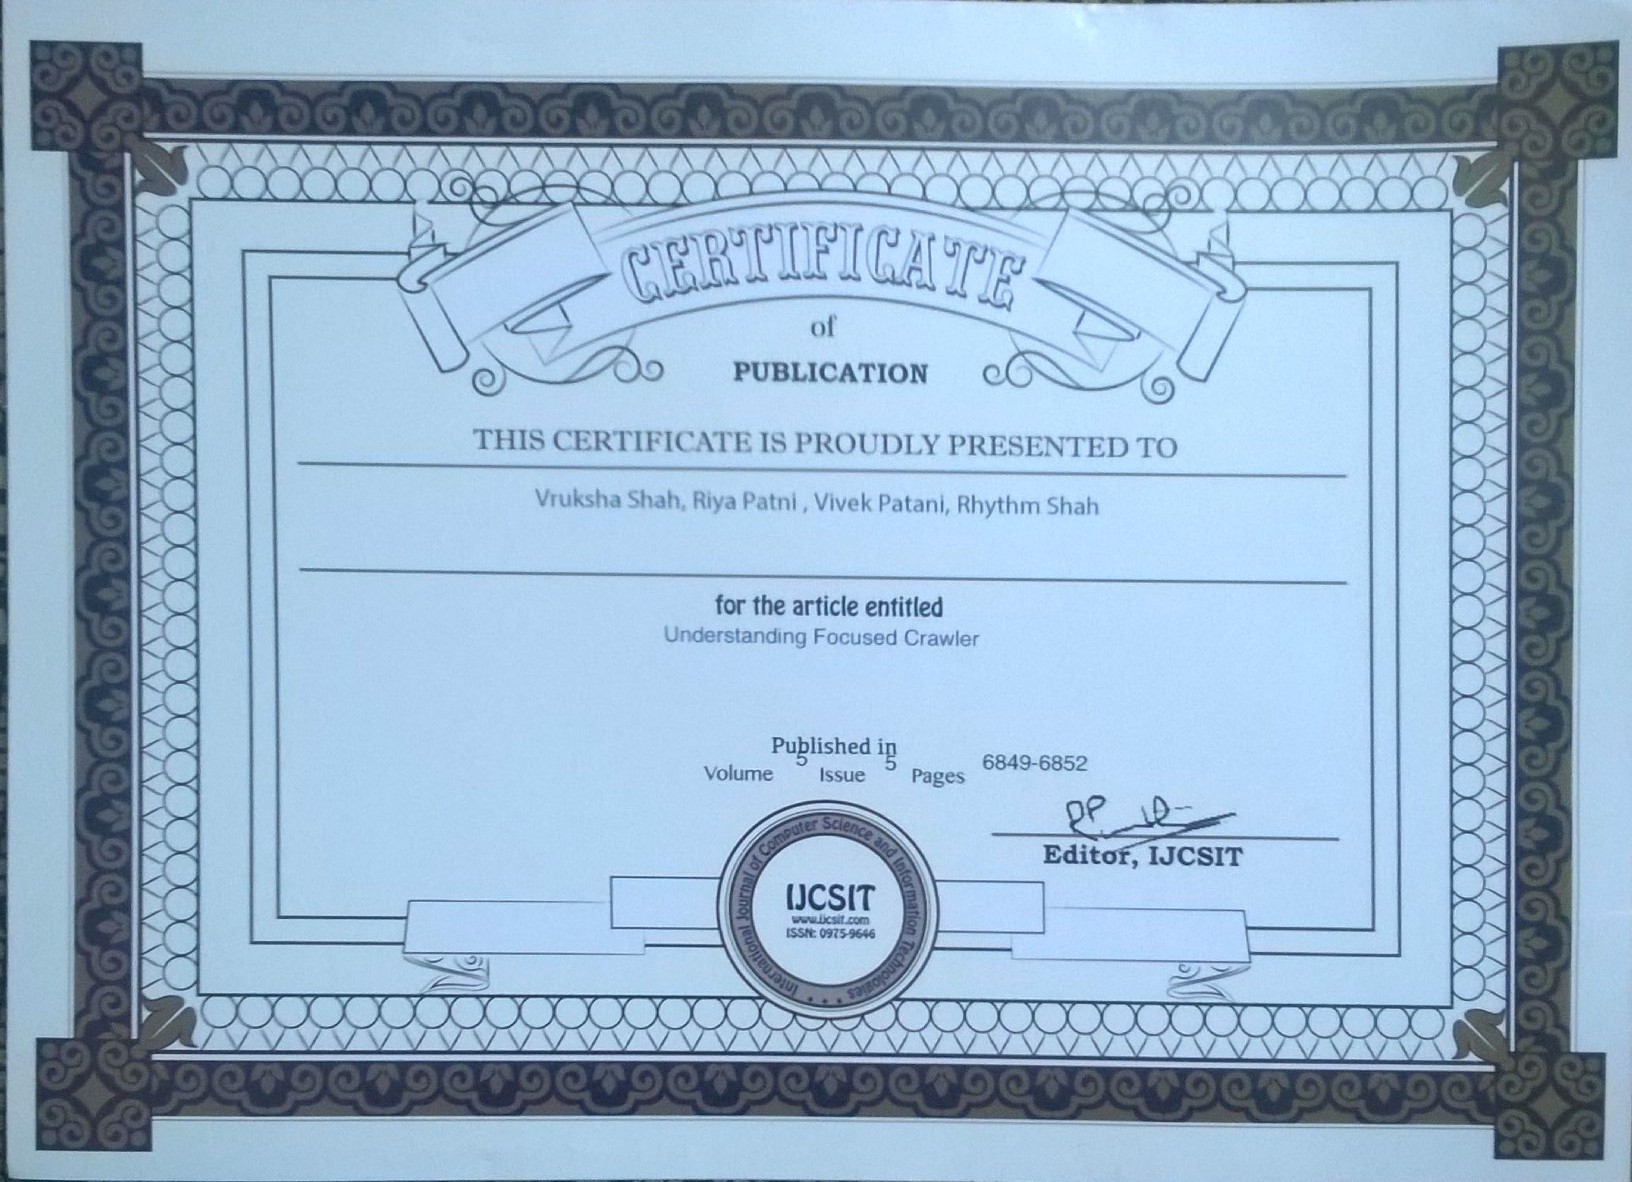 CERTIFICATE
of
PUBLICATION
THIS CERTIFICATE IS PROUDLY PRESENTED TO
Vruksha Shah, Riya Patni , Vivek Patani, Rhythm Shah
for the article entitled
Understanding Focused Crawler
Published in
Volume 5 Issue 5 Pages 6849-6852
Editor, IJCSIT
International Journal of Computer Science and Information Technologies
IJCSIT
www.ijcsit.com
ISSN: 0975-9646